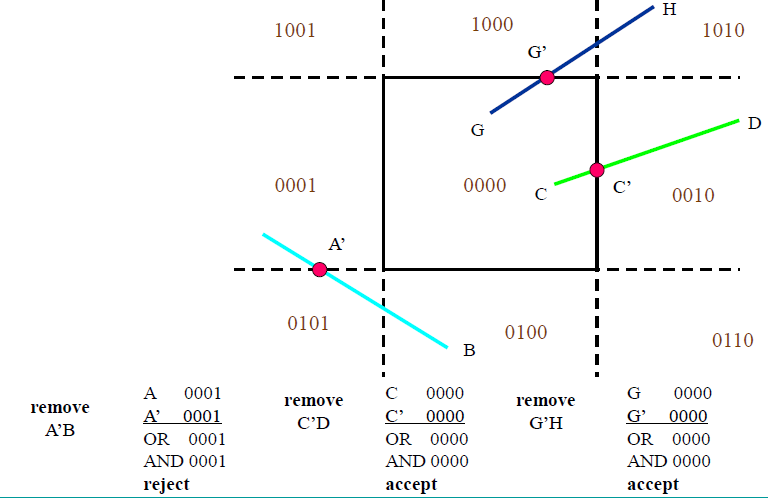 H
1001
1000
1010
G’
G
D
0001
0000
C
C’
0010
A’
0101
0100
0110
B
remove
A’B
A 0001
A’ 0001
OR 0001
AND 0001
reject
remove
C’D
C 0000
C’ 0000
OR 0000
AND 0000
accept
remove
G’H
G 0000
G’ 0000
OR 0000
AND 0000
accept